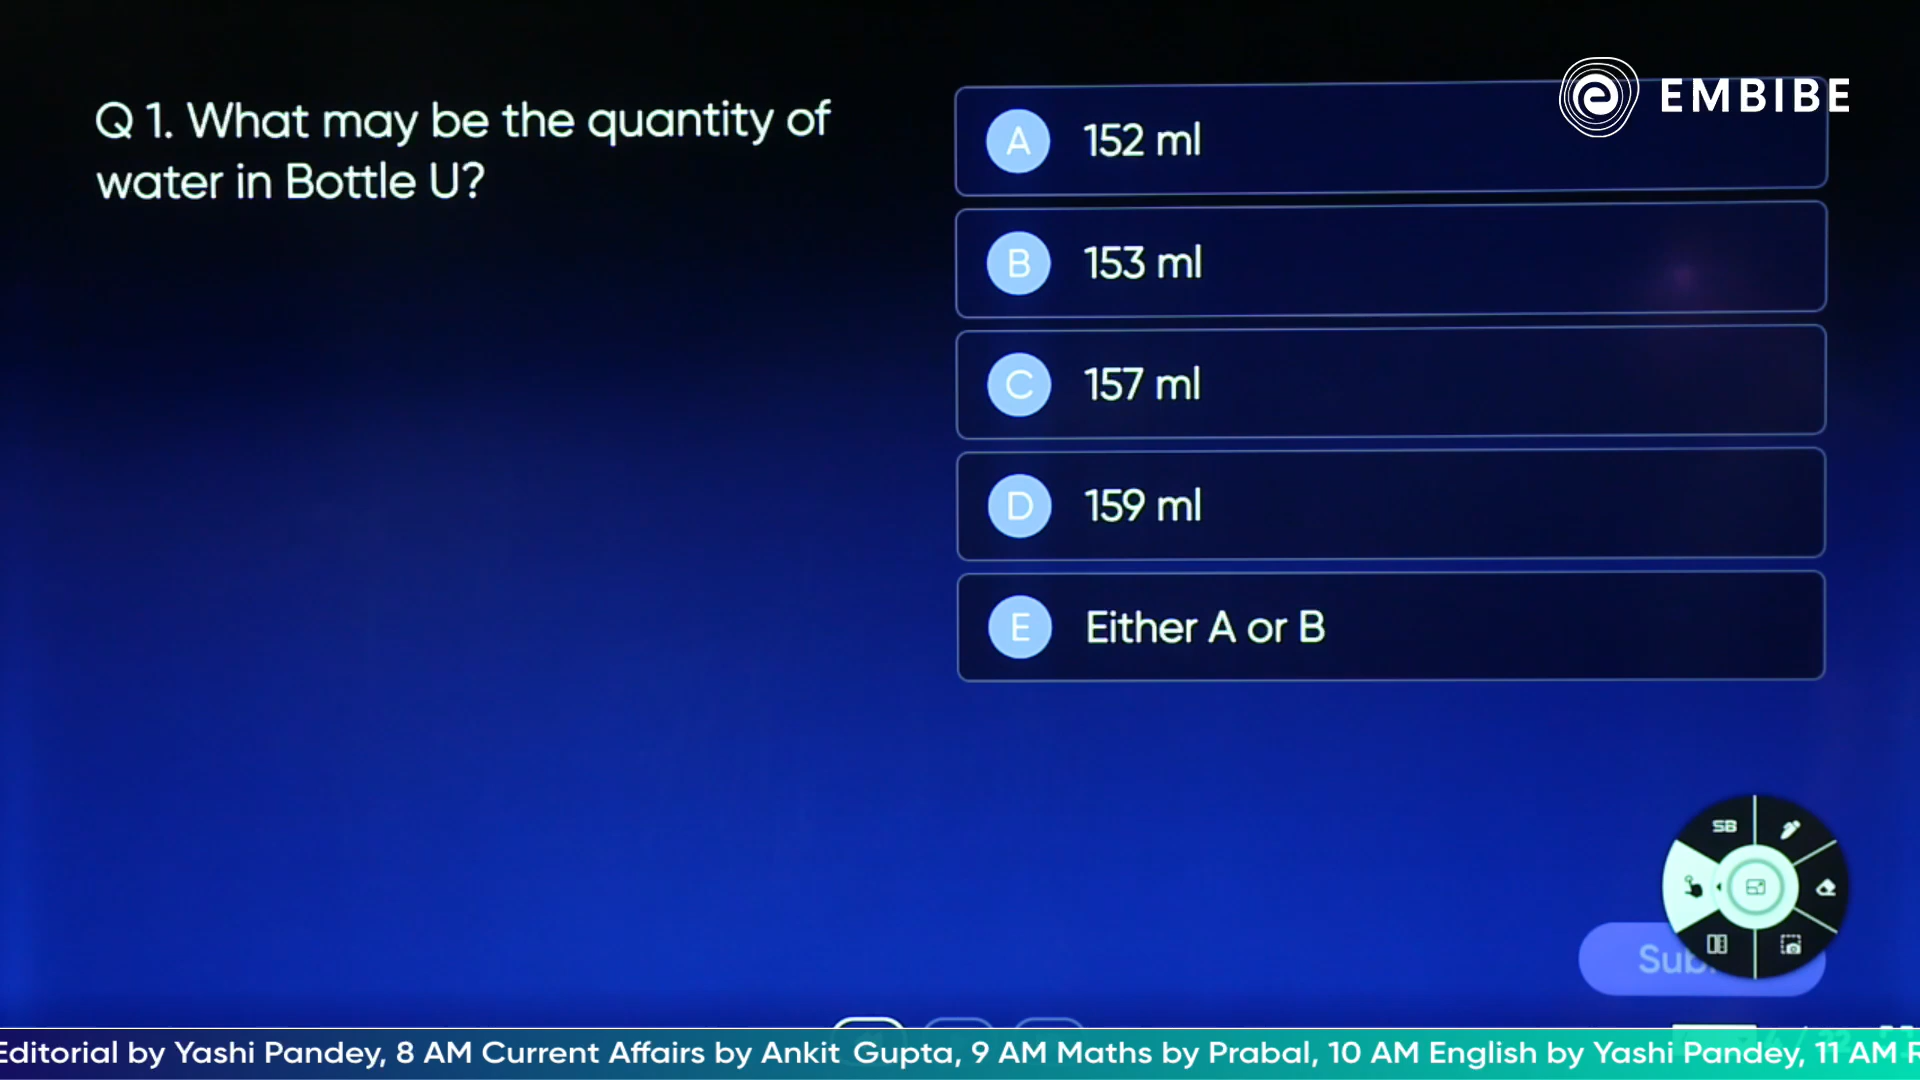 EMBIBE
Q 1. What may be the quantity of
water in Bottle U?
A 152 ml
B 153 ml
C 157 ml
D 159 ml
E Either A or B
SB
Editorial by Yashi Pandey, 8 AM Current Affairs by Ankit Gupta, 9 AM Maths by Prabal, 10 AM English by Yashi Pandey, 11 AM